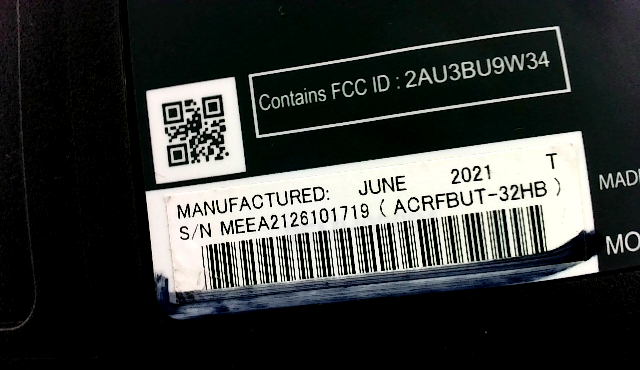 Contains FCC ID : 2AU3BU9W34
MANUFACTURED: JUNE 2021 T
S/N MEEA2126101719 ( ACRFBUT-32HB )
MAD
MO